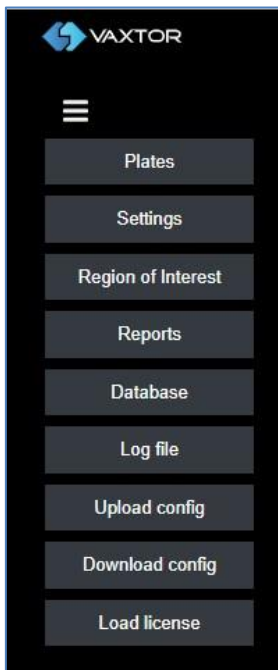 VAXTOR
Plates
Settings
Region of Interest
Reports
Database
Log file
Upload config
Download config
Load license